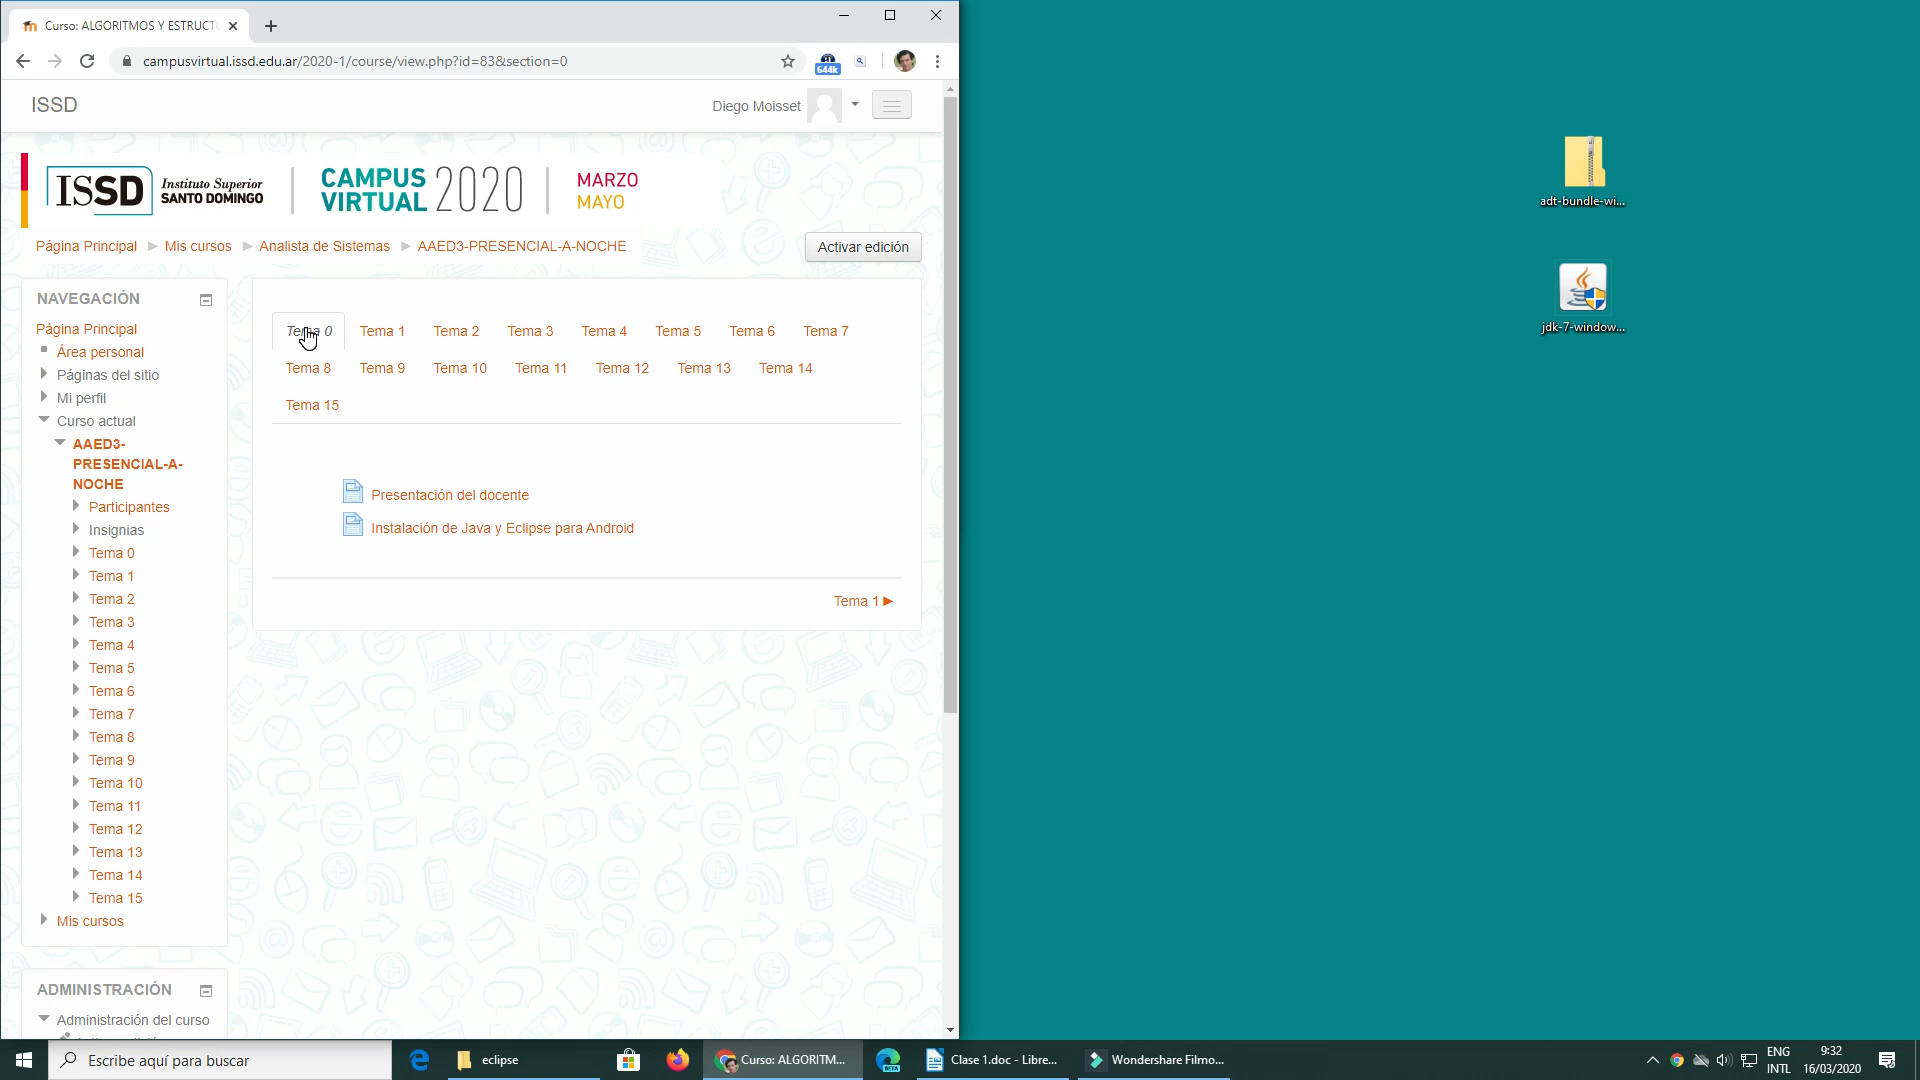 Curso: ALGORITMOS Y ESTRUCTU
campusvirtual.issd.edu.ar/2020-1/course/view.php?id=83&section=0
644k
ISSD
Diego Moisset
ISSD
Instituto Superior
SANTO DOMINGO
CAMPUS
VIRTUAL
2020
MARZO
MAYO
Página Principal
Mis cursos
Analista de Sistemas
AAED3-PRESENCIAL-A-NOCHE
Activar edición
NAVEGACIÓN
Página Principal
Área personal
Páginas del sitio
Mi perfil
Curso actual
AAED3-
PRESENCIAL-A-
NOCHE
Participantes
Insignias
Tema 0
Tema 1
Tema 2
Tema 3
Tema 4
Tema 5
Tema 6
Tema 7
Tema 8
Tema 9
Tema 10
Tema 11
Tema 12
Tema 13
Tema 14
Tema 15
Mis cursos
ADMINISTRACIÓN
Administración del curso
Tema 0 Tema 1 Tema 2 Tema 3 Tema 4 Tema 5 Tema 6 Tema 7
Tema 8 Tema 9 Tema 10 Tema 11 Tema 12 Tema 13 Tema 14
Tema 15
Presentación del docente
Instalación de Java y Eclipse para Android
Tema 1 ►
adt-bundle-wi...
jdk-7-window...
Escribe aquí para buscar
eclipse
Curso: ALGORITM...
BETA
Clase 1.doc - Libre...
Wondershare Filmo...
ENG
INTL
9:32
16/03/2020